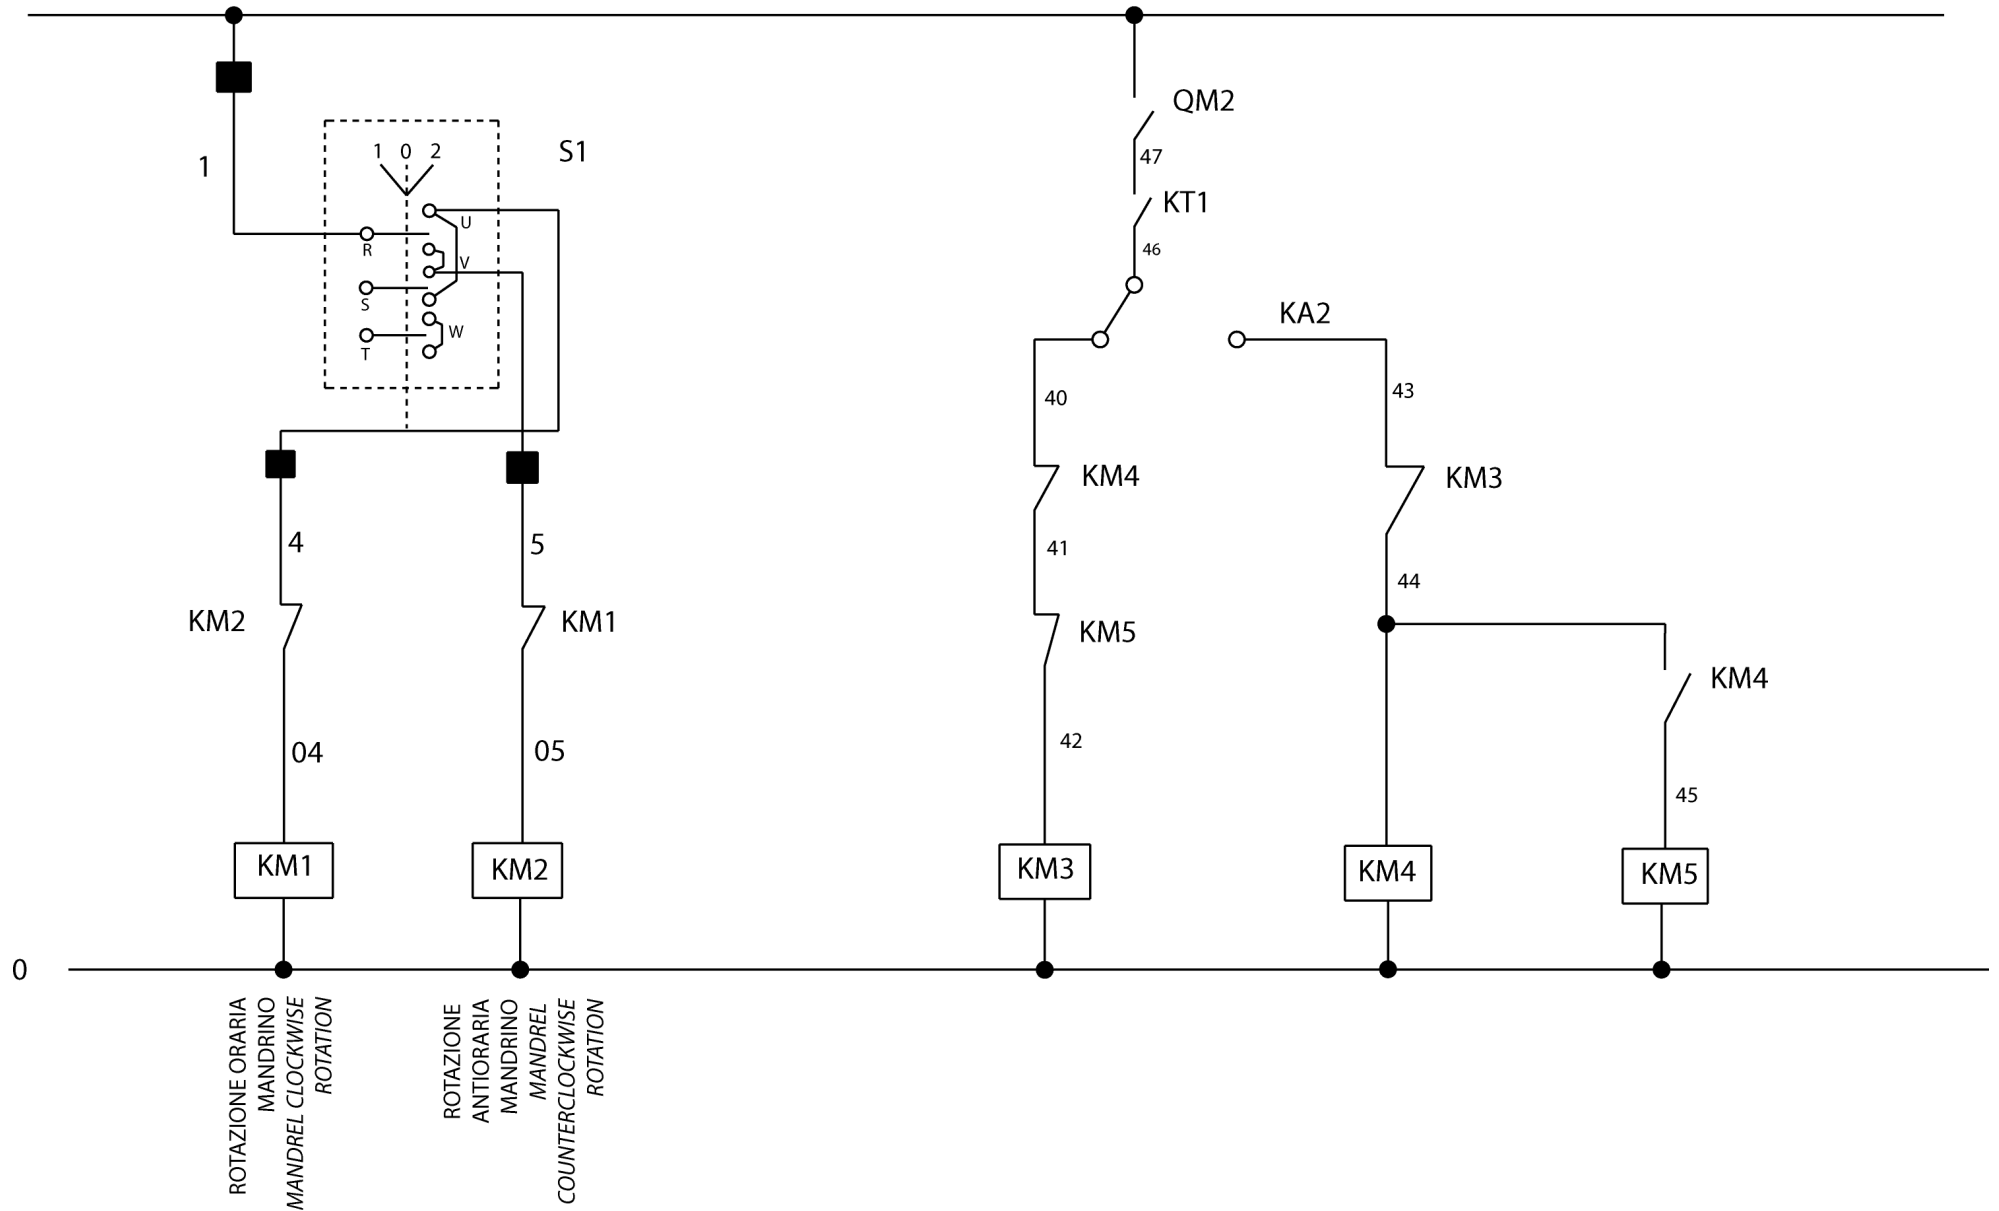 QM2
1 0 2
S1
47
1
KT1
U
R
46
V
S
KA2
W
T
43
40
KM4
KM3
4
5
41
44
KM2
KM1
KM5
KM4
42
04
05
45
KM1
KM2
KM3
KM4
KM5
0
ROTAZIONE ORARIA
MANDRINO
MANDREL CLOCKWISE
ROTATION
ROTAZIONE
ANTIORARIA
MANDRINO
MANDREL
COUNTERCLOCKWISE
ROTATION